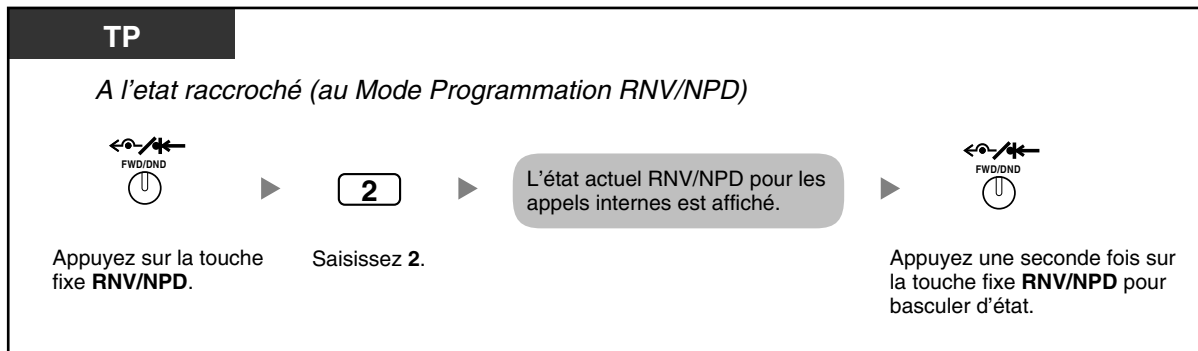 TP
A l'etat raccroché (au Mode Programmation RNV/NPD)
FWD/DND
2
L'état actuel RNV/NPD pour les
appels internes est affiché.
FWD/DND
Appuyez sur la touche
fixe RNV/NPD.
Saisissez 2.
Appuyez une seconde fois sur
la touche fixe RNV/NPD pour
basculer d'état.